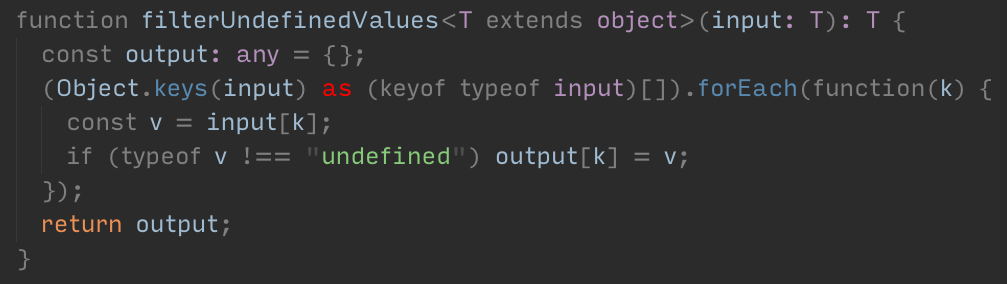 function filterUndefinedValues<T extends object>(input: T): T {
  const output: any = {};
  (Object.keys(input) as (keyof typeof input)[]).forEach(function(k) {
    const v = input[k];
    if (typeof v !== "undefined") output[k] = v;
  });
  return output;
}